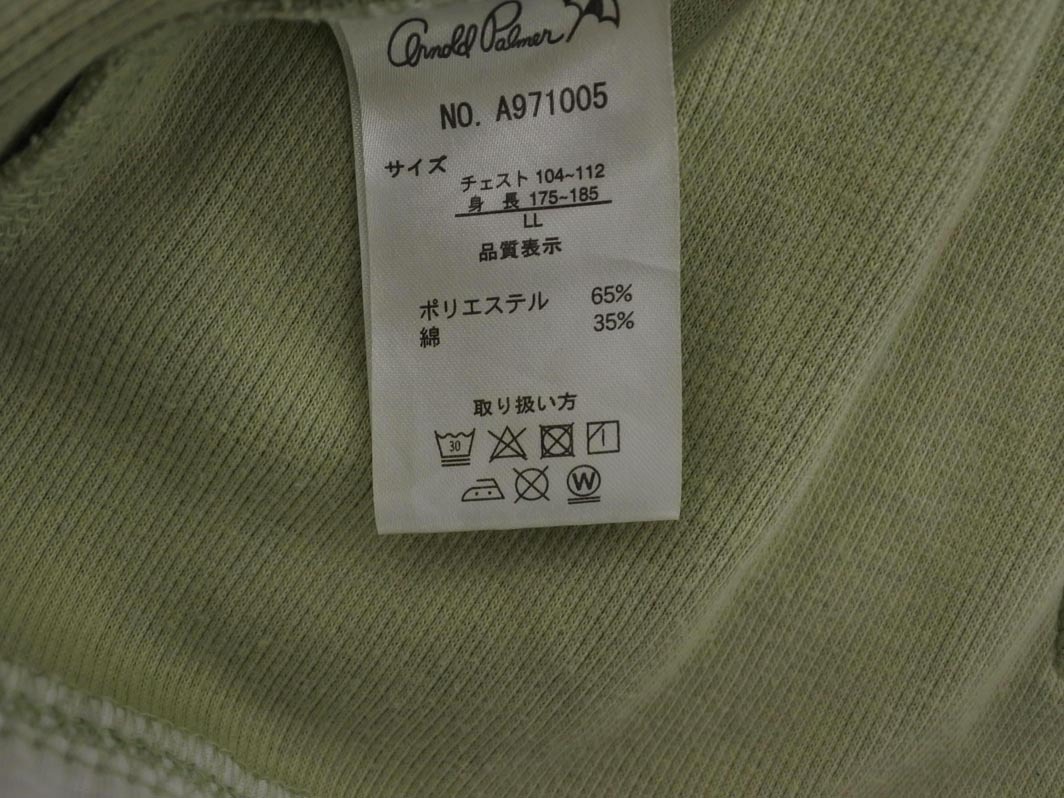 Arnold Palmer
NO. A971005
サイズ
チェスト 104~112
身 長 175~185
LL
品質表示
ポリエステル 65%
綿 35%
取り扱い方
30
W